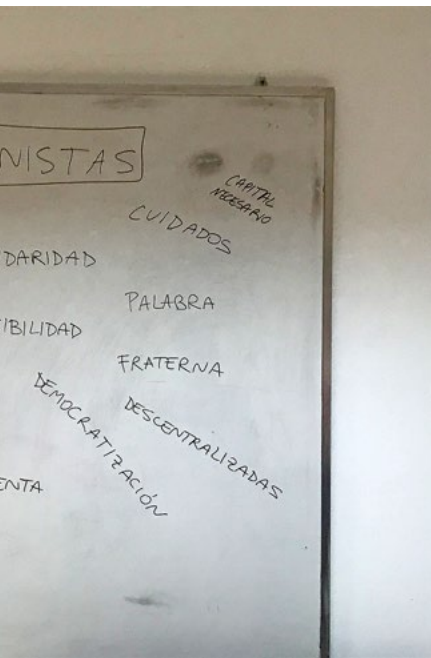 NISTAS
CAPITAL
NECESARIO
CUIDADOS
DARIDAD
PALABRA
IBILIDAD
FRATERNA
DEMOCRATIZACIÓN
DESCENTRALIZADAS
ENTA